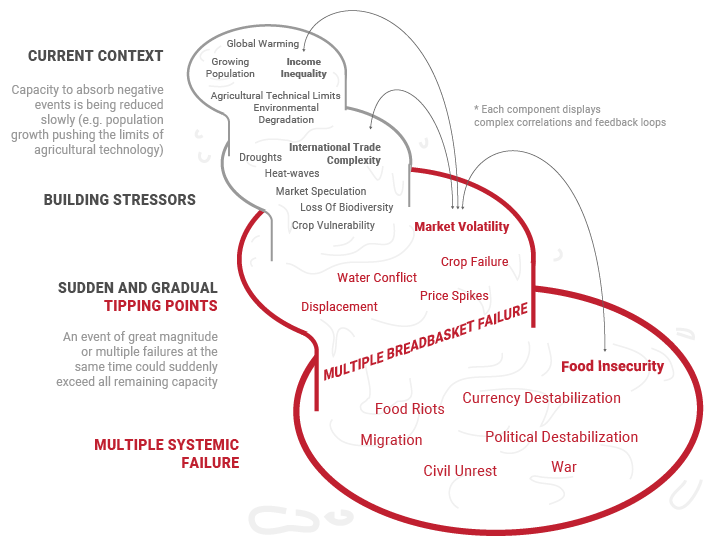 CURRENT CONTEXT
Capacity to absorb negative
events is being reduced
slowly (e.g. population
growth pushing the limits of
agricultural technology)
Global Warming
Growing
Population
Income
Inequality
Agricultural Technical Limits
Environmental
Degradation
* Each component displays
complex correlations and feedback loops
BUILDING STRESSORS
International Trade
Complexity
Droughts
Heat-waves
Market Speculation
Loss Of Biodiversity
Crop Vulnerability
SUDDEN AND GRADUAL
TIPPING POINTS
An event of great magnitude
or multiple failures at the
same time could suddenly
exceed all remaining capacity
Market Volatility
Crop Failure
Water Conflict
Price Spikes
Displacement
MULTIPLE BREADBASKET FAILURE
MULTIPLE SYSTEMIC
FAILURE
Food Insecurity
Currency Destabilization
Food Riots
Migration
Political Destabilization
Civil Unrest
War